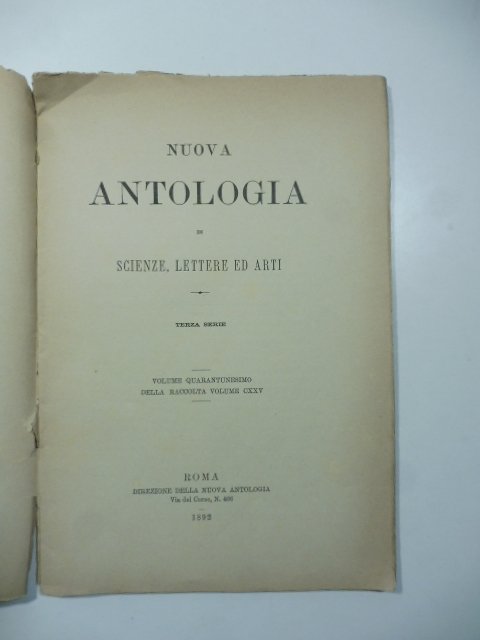 NUOVA
ANTOLOGIA
DI
SCIENZE, LETTERE ED ARTI
TERZA SERIE
VOLUME QUARANTUNESIMO
DELLA RACCOLTA VOLUME CXXV
ROMA
DIREZIONE DELLA NUOVA ANTOLOGIA
Via del Corso, N. 466
1892